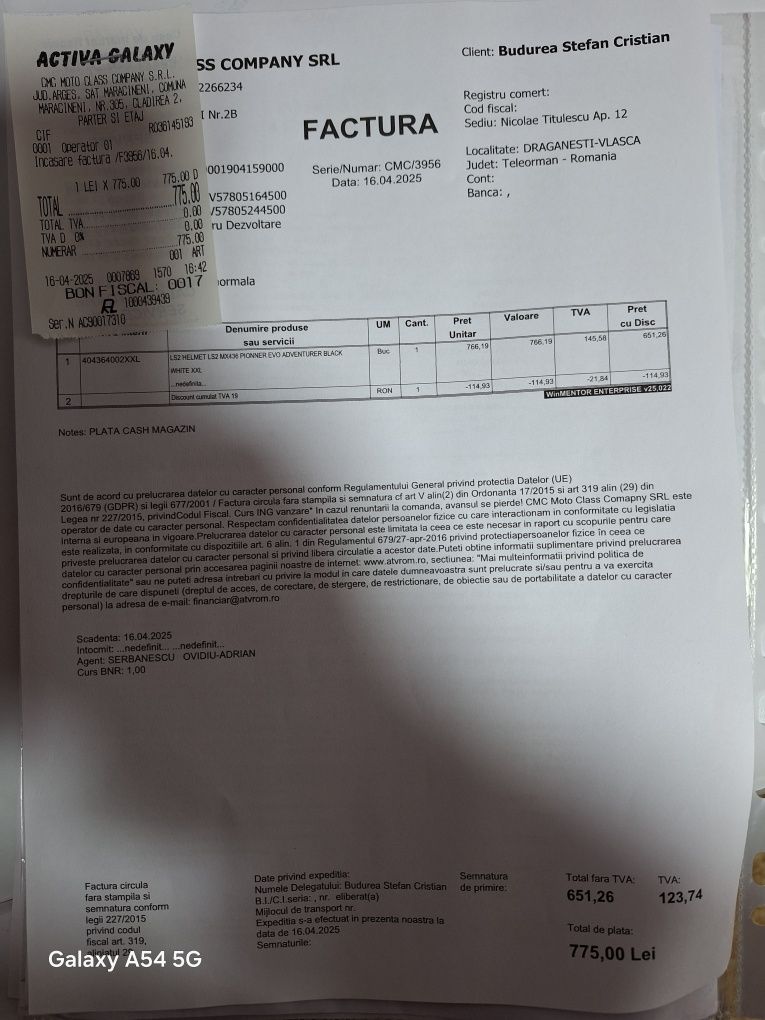 ACTIVA GALAXY
CMC MOTO CLASS COMPANY S.R.L.
JUD.ARGES, SAT MARACINENI, COMUNA
MARACINENI, NR.305, CLADIREA 2,
PARTER SI ETAJ
CIF RO36145193
0001 Operator 01
Incasare factura /F3956/16.04.
1 LEI X 775.00 775.00 D
TOTAL 775.00
TOTAL TVA 0.00
TVA D 0% 0.00
NUMERAR 775.00
001 ART
16-04-2025 0007869 1570 16:42
BON FISCAL: 0017
1000439439
Ser.N AC90017310
SS COMPANY SRL
2266234
Nr.2B
001904159000
V57805164500
V57805244500
ru Dezvoltare
normala
FACTURA
Serie/Numar: CMC/3956
Data: 16.04.2025
Client: Budurea Stefan Cristian
Registru comert:
Cod fiscal:
Sediu: Nicolae Titulescu Ap. 12
Localitate: DRAGANESTI-VLASCA
Judet: Teleorman - Romania
Cont:
Banca: ,
Denumire produse sau servicii UM Cant. Pret Unitar Valoare TVA Pret cu Disc
1 404364002XXL LS2 HELMET LS2 MX436 PIONNER EVO ADVENTURER BLACK Buc 1 766,19 766,19 145,58 651,26
WHITE XXL
...nedefinita...
2 Discount cumulat TVA 19 RON 1 -114,93 -114,93 -21,84 -114,93
WinMENTOR ENTERPRISE v25.022
Notes: PLATA CASH MAGAZIN
Sunt de acord cu prelucrarea datelor cu caracter personal conform Regulamentului General privind protectia Datelor (UE)
2016/679 (GDPR) si legii 677/2001 / Factura circula fara stampila si semnatura cf art V alin(2) din Ordonanta 17/2015 si art 319 alin (29) din
Legea nr 227/2015, privindCodul Fiscal. Curs ING vanzare* In cazul renuntarii la comanda, avansul se pierde! CMC Moto Class Comapny SRL este
operator de date cu caracter personal. Respectam confidentialitatea datelor persoanelor fizice cu care interactionam in conformitate cu legislatia
interna si europeana in vigoare.Prelucrarea datelor cu caracter personal este limitata la ceea ce este necesar in raport cu scopurile pentru care
este realizata, in conformitate cu dispozitiile art. 6 alin. 1 din Regulamentul 679/27-apr-2016 privind protectiapersoanelor fizice in ceea ce
priveste prelucrarea datelor cu caracter personal si privind libera circulatie a acestor date.Puteti obtine informatii suplimentare privind prelucrarea
datelor cu caracter personal prin accesarea paginii noastre de internet: www.atvrom.ro, sectiunea: "Mai multeinformatii privind politica de
confidentialitate" sau ne puteti adresa intrebari cu privire la modul in care datele dumneavoastra sunt prelucrate si/sau pentru a va exercita
drepturile de care dispuneti (dreptul de acces, de corectare, de stergere, de restrictionare, de obiectie sau de portabilitate a datelor cu caracter
personal) la adresa de e-mail: financiar@atvrom.ro
Scadenta: 16.04.2025
Intocmit: ...nedefinit... ...nedefinit...
Agent: SERBANESCU OVIDIU-ADRIAN
Curs BNR: 1,00
Factura circula
fara stampila si
semnatura conform
legii 227/2015
privind codul
fiscal art. 319,
Date privind expeditia:
Numele Delegatului: Budurea Stefan Cristian
B.I./C.I.seria: , nr. eliberat(a)
Mijlocul de transport nr.
Expeditia s-a efectuat in prezenta noastra la
data de 16.04.2025
Semnaturile:
Semnatura
de primire:
Total fara TVA: TVA:
651,26 123,74
Total de plata:
775,00 Lei
Galaxy A54 5G